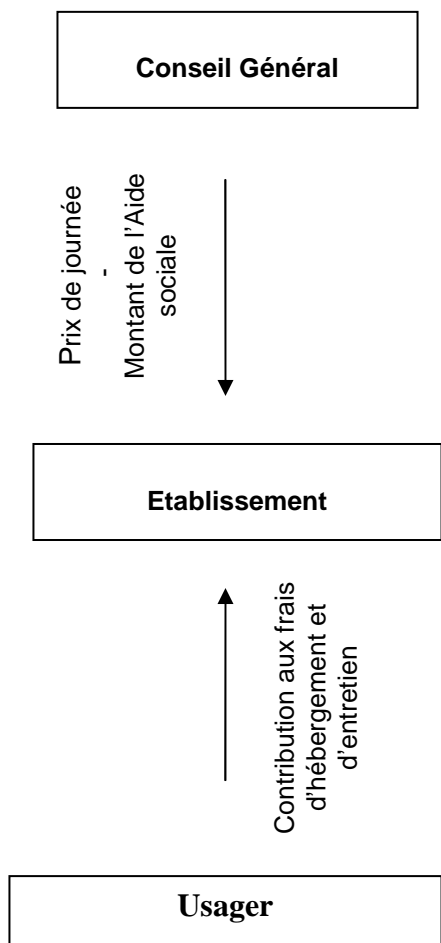 Conseil Général
Prix de journée
-
Montant de l'Aide
sociale
Etablissement
Contribution aux frais
d'hébergement et
d'entretien
Usager